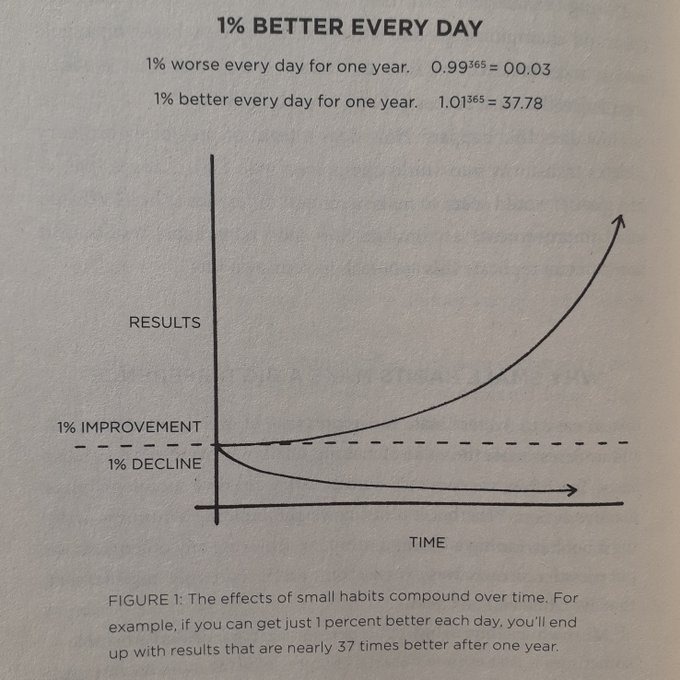 1% BETTER EVERY DAY
1% worse every day for one year. 0.99³⁶⁵ = 00.03
1% better every day for one year. 1.01³⁶⁵ = 37.78
RESULTS
1% IMPROVEMENT
1% DECLINE
TIME
FIGURE 1: The effects of small habits compound over time. For
example, if you can get just 1 percent better each day, you’ll end
up with results that are nearly 37 times better after one year.